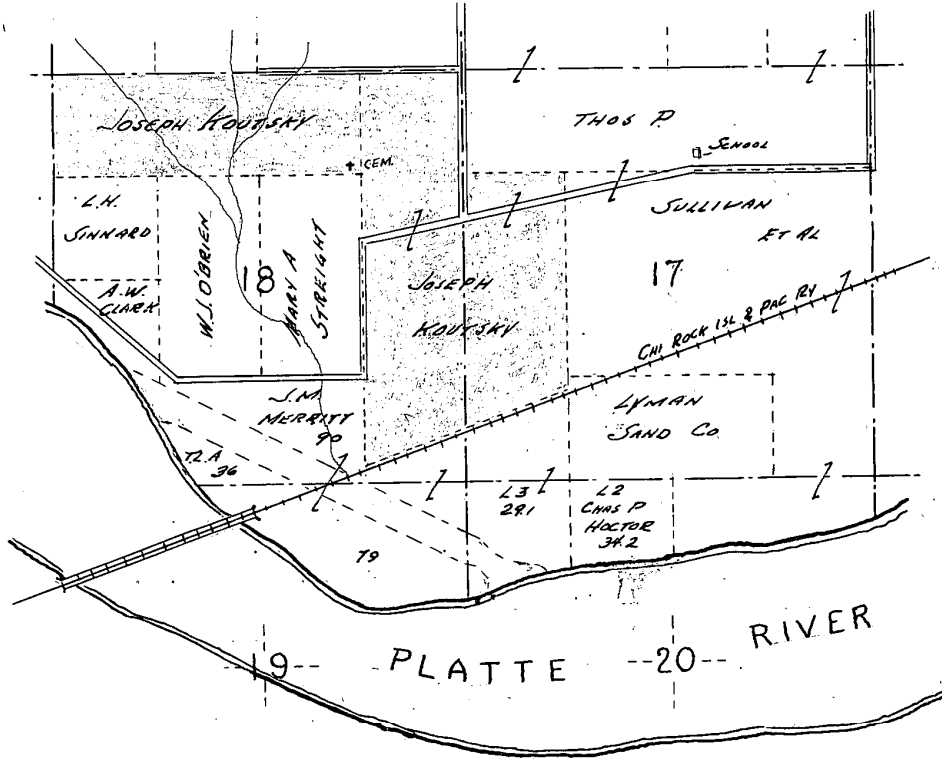 JOSEPH KOUTSKY
THOS P.
SCHOOL
CEM.
L.H.
SINNARD
SULLIVAN
ET AL
W.J. O'BRIEN
18
MARY A
STREIGHT
JOSEPH
KOUTSKY
17
A.W.
CLARK
CHI ROCK ISL & PAC RY
J.M.
MERRITT
90
LYMAN
SAND CO
T.L.A
36
L3
29.1
L2
CHAS P
HOCTOR
34.2
T9
19
PLATTE
20
RIVER